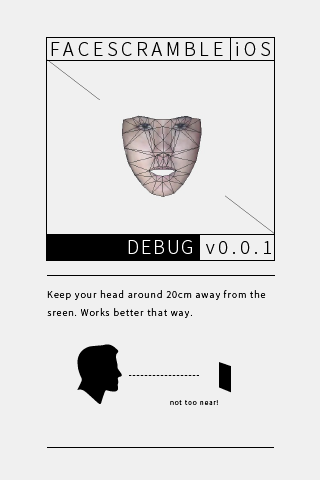 FACESCRAMBLE iOS
DEBUG v0.0.1
Keep your head around 20cm away from the
sreen. Works better that way.
not too near!